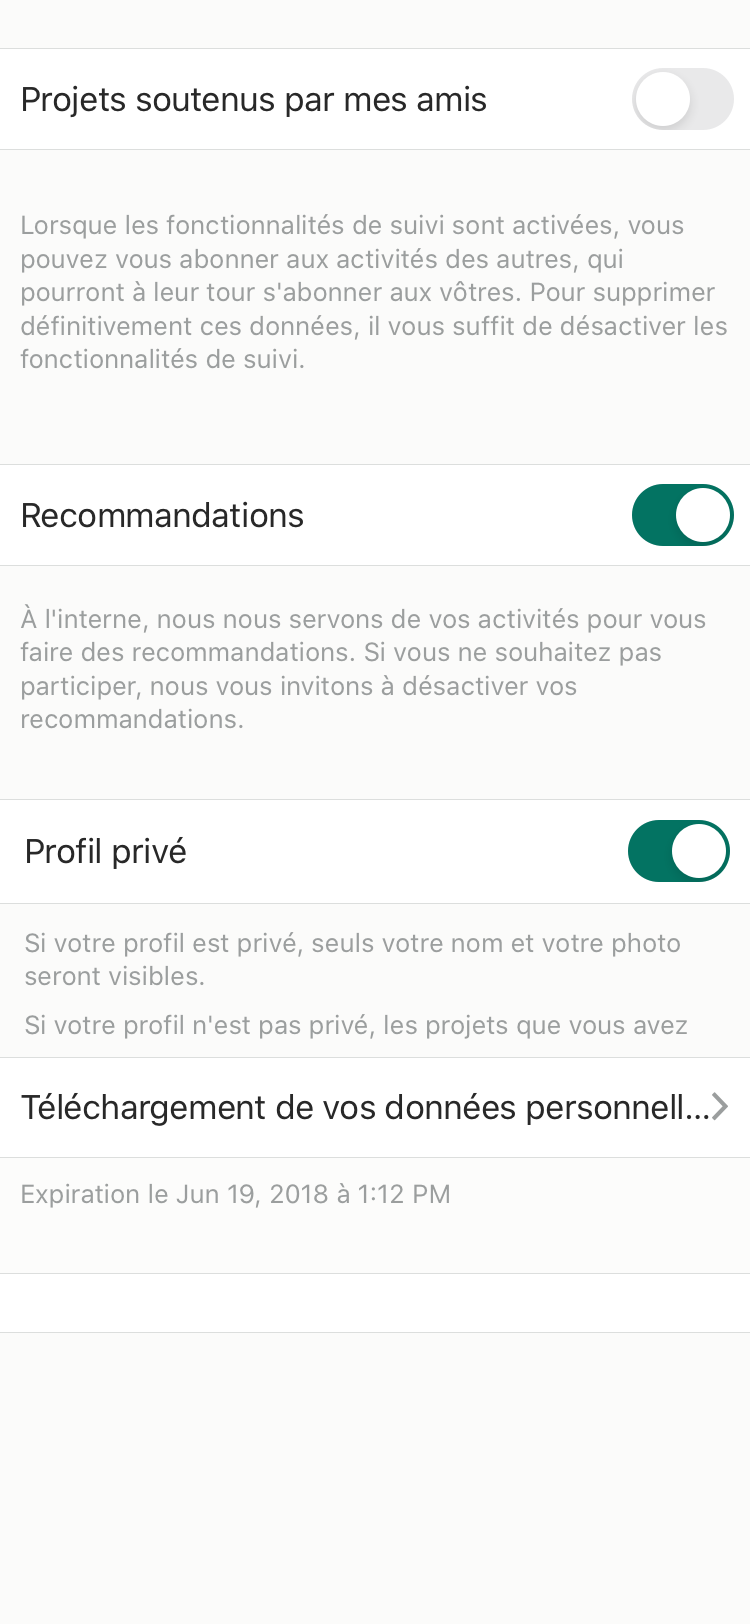 Projets soutenus par mes amis
Lorsque les fonctionnalités de suivi sont activées, vous
pouvez vous abonner aux activités des autres, qui
pourront à leur tour s'abonner aux vôtres. Pour supprimer
définitivement ces données, il vous suffit de désactiver les
fonctionnalités de suivi.
Recommandations
À l'interne, nous nous servons de vos activités pour vous
faire des recommandations. Si vous ne souhaitez pas
participer, nous vous invitons à désactiver vos
recommandations.
Profil privé
Si votre profil est privé, seuls votre nom et votre photo
seront visibles.
Si votre profil n'est pas privé, les projets que vous avez
Téléchargement de vos données personnell...
Expiration le Jun 19, 2018 à 1:12 PM